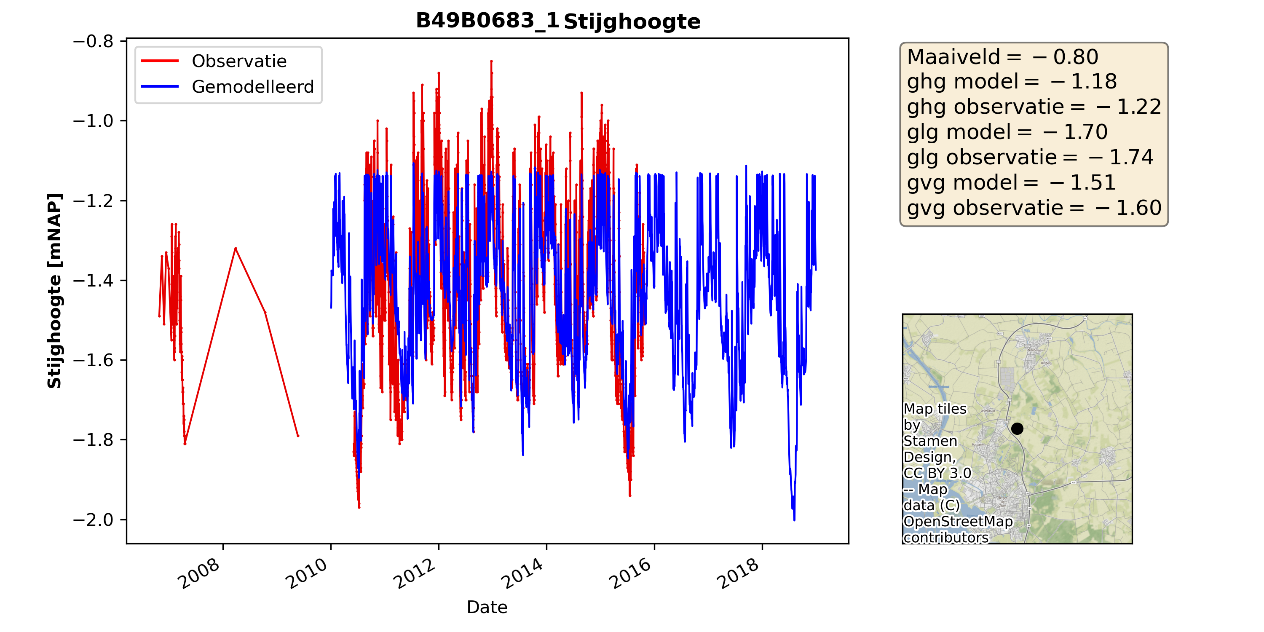 B49B0683_1 Stijghoogte
Stijghoogte [mNAP]
−0.8
−1.0
−1.2
−1.4
−1.6
−1.8
−2.0
Observatie
Gemodelleerd
2008
2010
2012
2014
2016
2018
Date
Maaiveld = −0.80
ghg model = −1.18
ghg observatie = −1.22
glg model = −1.70
glg observatie = −1.74
gvg model = −1.51
gvg observatie = −1.60
Map tiles
by
Stamen
Design,
CC BY 3.0
-- Map
data (C)
OpenStreetMap
contributors